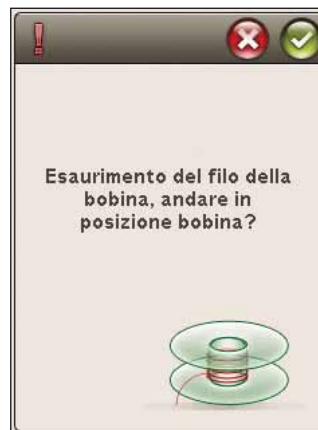 Esaurimento del filo della
bobina, andare in
posizione bobina?